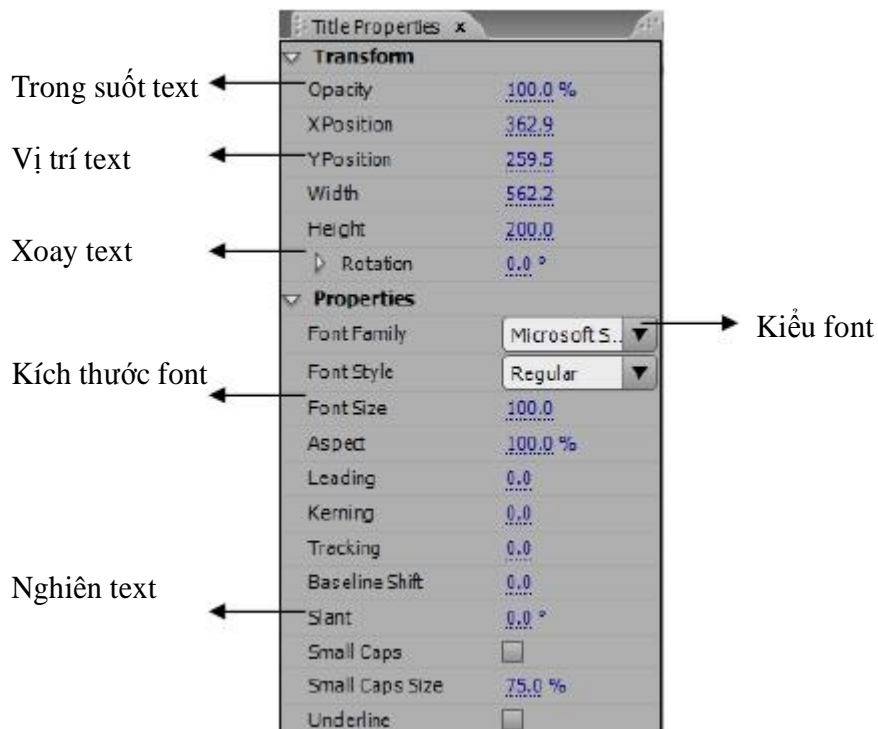 Title Properties x
Transform
Trong suốt text
Opacity 100.0 %
XPosition 362.9
Vị trí text
YPosition 259.5
Width 562.2
Height 200.0
Xoay text
Rotation 0.0 °
Properties
Font Family Microsoft S..
Kiểu font
Font Style Regular
Kích thước font
Font Size 100.0
Aspect 100.0 %
Leading 0.0
Kerning 0.0
Tracking 0.0
Baseline Shift 0.0
Nghiên text
Slant 0.0 °
Small Caps
Small Caps Size 75.0 %
Underline